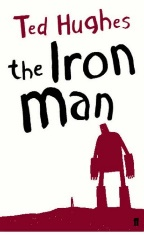 Ted Hughes
the Iron
man